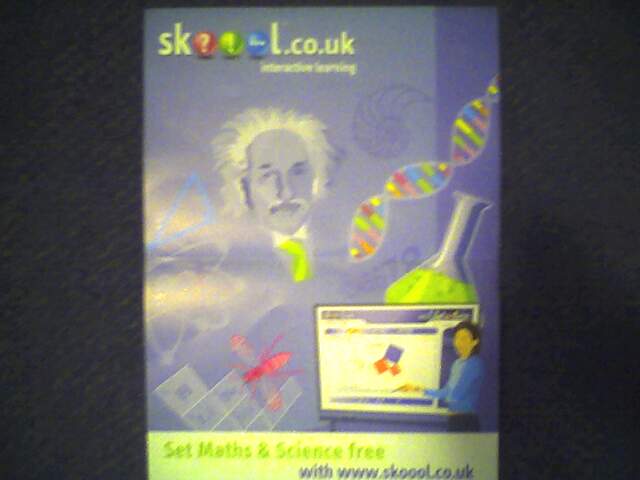 skoool.co.uk
interactive learning
Set Maths & Science free
with www.skoool.co.uk